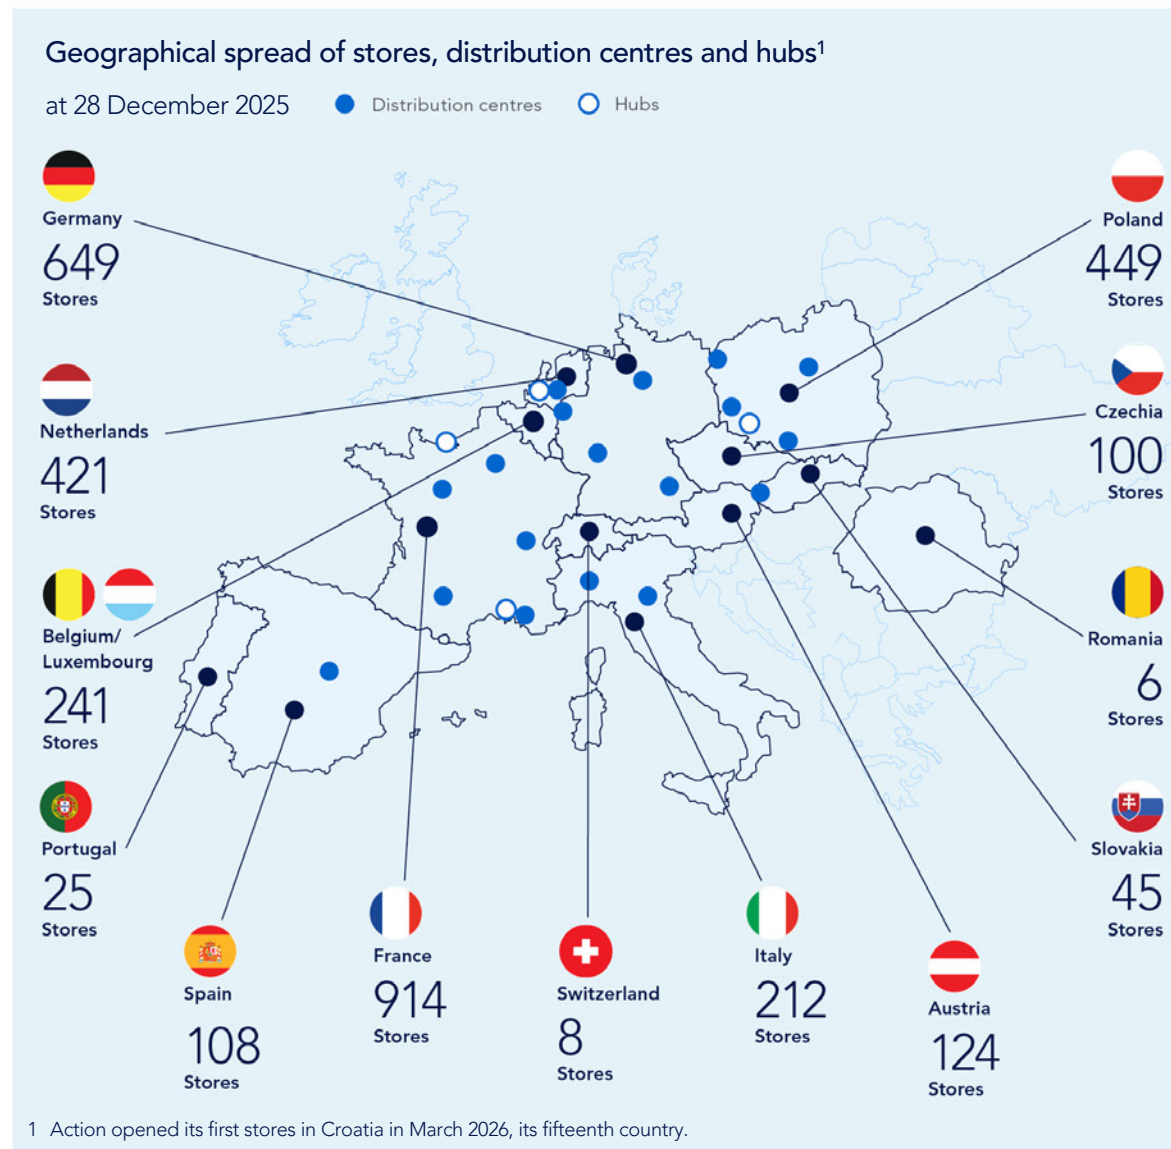 Geographical spread of stores, distribution centres and hubs1
at 28 December 2025
Distribution centres
Hubs
Germany
649
Stores
Netherlands
421
Stores
Belgium/
Luxembourg
241
Stores
Portugal
25
Stores
Spain
108
Stores
France
914
Stores
Switzerland
8
Stores
Italy
212
Stores
Austria
124
Stores
Poland
449
Stores
Czechia
100
Stores
Romania
6
Stores
Slovakia
45
Stores
1 Action opened its first stores in Croatia in March 2026, its fifteenth country.